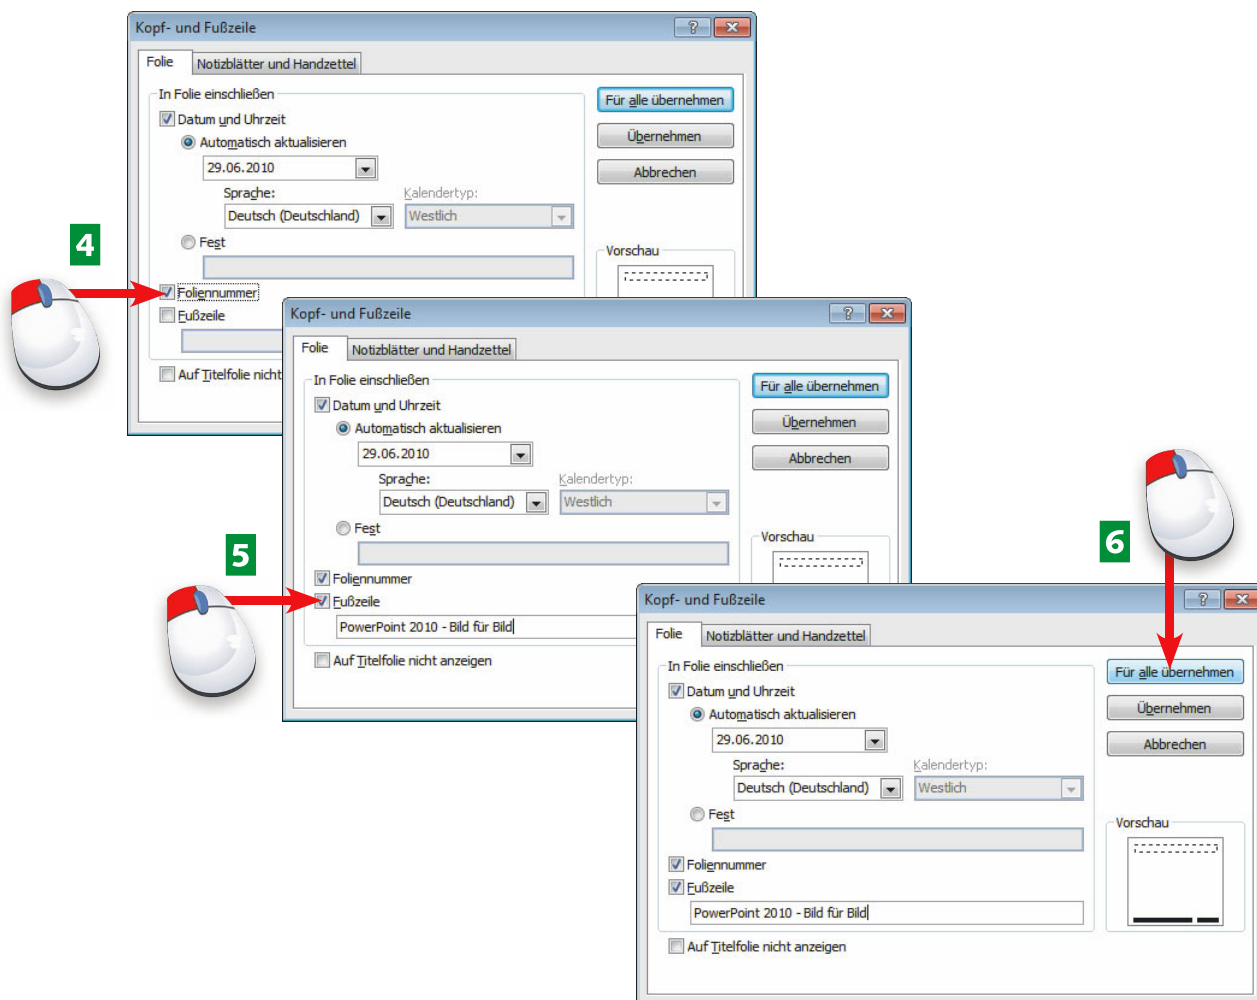 Kopf- und Fußzeile
Folie
Notizblätter und Handzettel
In Folie einschließen
Datum und Uhrzeit
Automatisch aktualisieren
29.06.2010
Sprache:
Kalendertyp:
Deutsch (Deutschland)
Westlich
Fest
Foliennummer
Fußzeile
Auf Titelfolie nicht
Für alle übernehmen
Übernehmen
Abbrechen
Vorschau
4
Kopf- und Fußzeile
Folie
Notizblätter und Handzettel
In Folie einschließen
Datum und Uhrzeit
Automatisch aktualisieren
29.06.2010
Sprache:
Kalendertyp:
Deutsch (Deutschland)
Westlich
Fest
Foliennummer
Fußzeile
PowerPoint 2010 - Bild für Bild
Auf Titelfolie nicht anzeigen
Für alle übernehmen
Übernehmen
Abbrechen
Vorschau
5
6
Kopf- und Fußzeile
Folie
Notizblätter und Handzettel
In Folie einschließen
Datum und Uhrzeit
Automatisch aktualisieren
29.06.2010
Sprache:
Kalendertyp:
Deutsch (Deutschland)
Westlich
Fest
Foliennummer
Fußzeile
PowerPoint 2010 - Bild für Bild
Auf Titelfolie nicht anzeigen
Für alle übernehmen
Übernehmen
Abbrechen
Vorschau